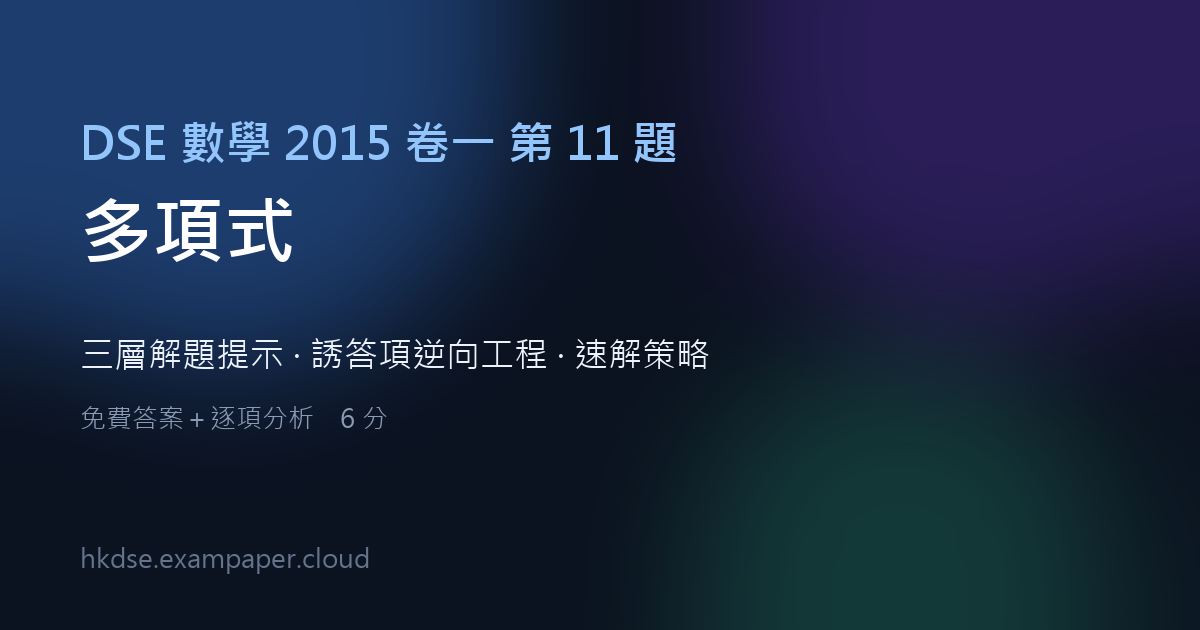 DSE 數學 2015 卷一 第 11 題
多項式
三層解題提示 · 誘答項逆向工程 · 速解策略
免費答案 + 逐項分析 6 分
hkdse.exampaper.cloud